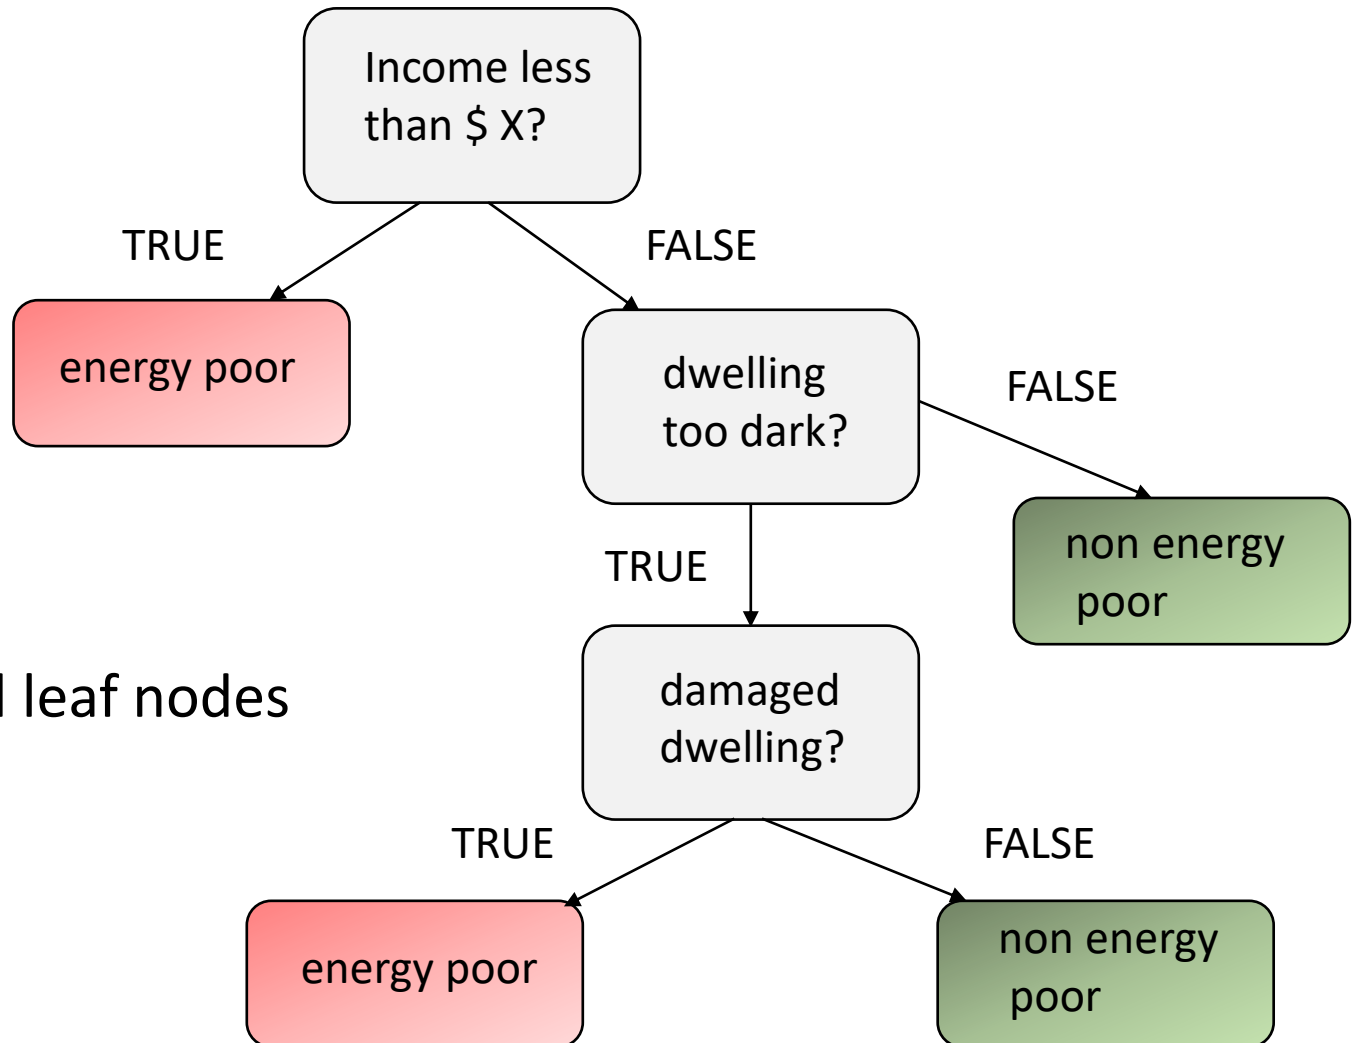 Income less
than $ X?
TRUE
FALSE
energy poor
dwelling
too dark?
FALSE
non energy
poor
TRUE
leaf nodes
damaged
dwelling?
TRUE
FALSE
energy poor
non energy
poor